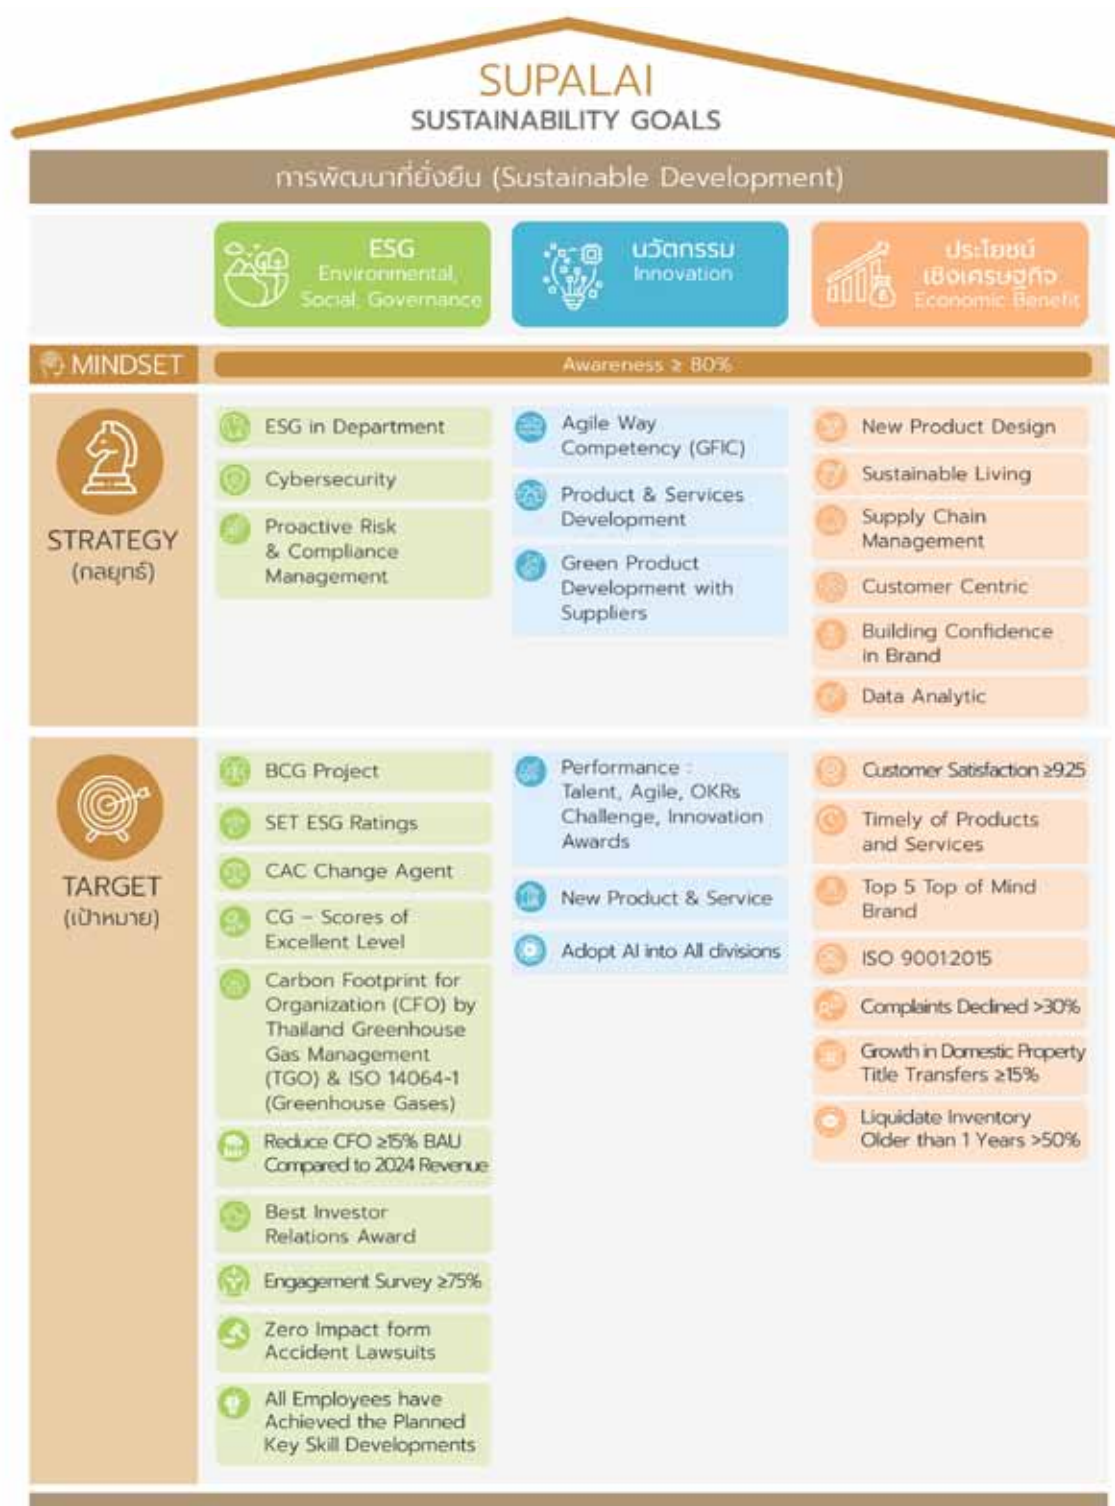 SUPALAI
SUSTAINABILITY GOALS
การพัฒนาที่ยั่งยืน (Sustainable Development)
ESG
Environmental,
Social, Governance
นวัตกรรม
Innovation
ประโยชน์
เชิงเศรษฐกิจ
Economic Benefit
MINDSET
Awareness ≥ 80%
STRATEGY
(กลยุทธ์)
ESG in Department
Cybersecurity
Proactive Risk
& Compliance
Management
Agile Way
Competency (GFIC)
Product & Services
Development
Green Product
Development with
Suppliers
New Product Design
Sustainable Living
Supply Chain
Management
Customer Centric
Building Confidence
in Brand
Data Analytic
TARGET
(เป้าหมาย)
BCG Project
SET ESG Ratings
CAC Change Agent
CG – Scores of
Excellent Level
Carbon Footprint for
Organization (CFO) by
Thailand Greenhouse
Gas Management
(TGO) & ISO 14064-1
(Greenhouse Gases)
Reduce CFO ≥15% BAU
Compared to 2024 Revenue
Best Investor
Relations Award
Engagement Survey ≥75%
Zero Impact form
Accident Lawsuits
All Employees have
Achieved the Planned
Key Skill Developments
Performance :
Talent, Agile, OKRs
Challenge, Innovation
Awards
New Product & Service
Adopt AI into All divisions
Customer Satisfaction ≥9.25
Timely of Products
and Services
Top 5 Top of Mind
Brand
ISO 9001:2015
Complaints Declined >30%
Growth in Domestic Property
Title Transfers ≥15%
Liquidate Inventory
Older than 1 Years >50%